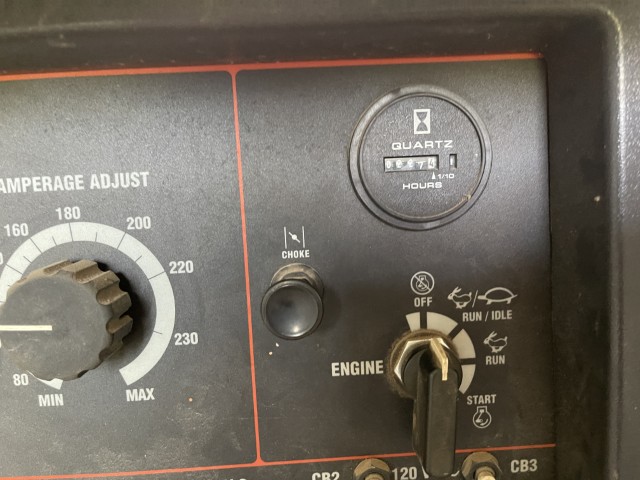 QUARTZ
HOURS
1/10
AMPERAGE ADJUST
160
180
200
220
230
80
MIN
MAX
CHOKE
OFF
RUN / IDLE
RUN
ENGINE
START
CB2
120 V
CB3